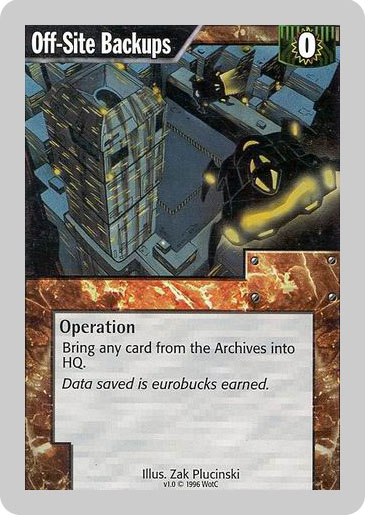 Off-Site Backups
0
Operation
Bring any card from the Archives into
HQ.
Data saved is eurobucks earned.
Illus. Zak Plucinski
v1.0 © 1996 WotC